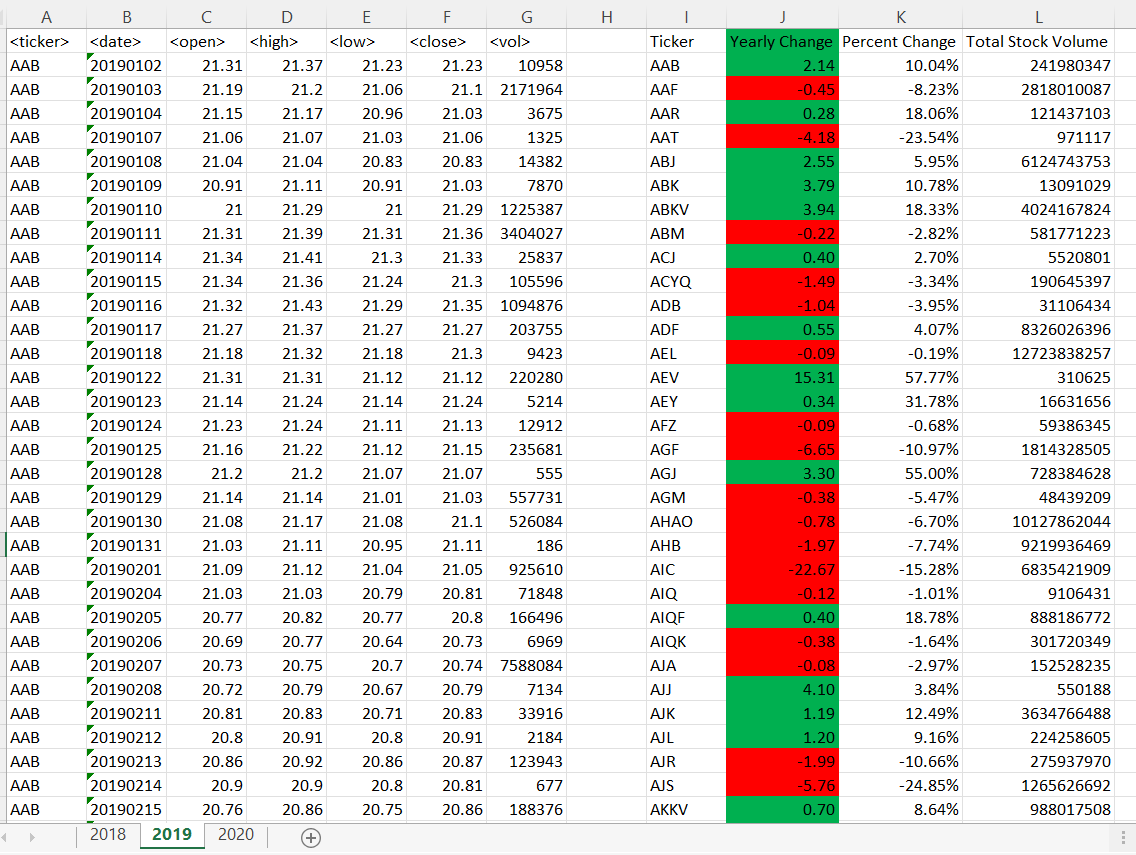 A B C D E F G H I J K L
<ticker> <date> <open> <high> <low> <close> <vol> Ticker Yearly Change Percent Change Total Stock Volume
AAB 20190102 21.31 21.37 21.23 21.23 10958 AAB 2.14 10.04% 241980347
AAB 20190103 21.19 21.2 21.06 21.1 2171964 AAF -0.45 -8.23% 2818010087
AAB 20190104 21.15 21.17 20.96 21.03 3675 AAR 0.28 18.06% 121437103
AAB 20190107 21.06 21.07 21.03 21.06 1325 AAT -4.18 -23.54% 971117
AAB 20190108 21.04 21.04 20.83 20.83 14382 ABJ 2.55 5.95% 6124743753
AAB 20190109 20.91 21.11 20.91 21.03 7870 ABK 3.79 10.78% 13091029
AAB 20190110 21 21.29 21 21.29 1225387 ABKV 3.94 18.33% 4024167824
AAB 20190111 21.31 21.39 21.31 21.36 3404027 ABM -0.22 -2.82% 581771223
AAB 20190114 21.34 21.41 21.3 21.33 25837 ACJ 0.40 2.70% 5520801
AAB 20190115 21.34 21.36 21.24 21.3 105596 ACYQ -1.49 -3.34% 190645397
AAB 20190116 21.32 21.43 21.29 21.35 1094876 ADB -1.04 -3.95% 31106434
AAB 20190117 21.27 21.37 21.27 21.27 203755 ADF 0.55 4.07% 8326026396
AAB 20190118 21.18 21.32 21.18 21.3 9423 AEL -0.09 -0.19% 12723838257
AAB 20190122 21.31 21.31 21.12 21.12 220280 AEV 15.31 57.77% 310625
AAB 20190123 21.14 21.24 21.14 21.24 5214 AEY 0.34 31.78% 16631656
AAB 20190124 21.23 21.24 21.11 21.13 12912 AFZ -0.09 -0.68% 59386345
AAB 20190125 21.16 21.22 21.12 21.15 235681 AGF -6.65 -10.97% 1814328505
AAB 20190128 21.2 21.2 21.07 21.07 555 AGJ 3.30 55.00% 728384628
AAB 20190129 21.14 21.14 21.01 21.03 557731 AGM -0.38 -5.47% 48439209
AAB 20190130 21.08 21.17 21.08 21.1 526084 AHAO -0.78 -6.70% 10127862044
AAB 20190131 21.03 21.11 20.95 21.11 186 AHB -1.97 -7.74% 9219936469
AAB 20190201 21.09 21.12 21.04 21.05 925610 AIC -22.67 -15.28% 6835421909
AAB 20190204 21.03 21.03 20.79 20.81 71848 AIQ -0.12 -1.01% 9106431
AAB 20190205 20.77 20.82 20.77 20.8 166496 AIQF 0.40 18.78% 888186772
AAB 20190206 20.69 20.77 20.64 20.73 6969 AIQK -0.38 -1.64% 301720349
AAB 20190207 20.73 20.75 20.7 20.74 7588084 AJA -0.08 -2.97% 152528235
AAB 20190208 20.72 20.79 20.67 20.79 7134 AJJ 4.10 3.84% 550188
AAB 20190211 20.81 20.83 20.71 20.83 33916 AJK 1.19 12.49% 3634766488
AAB 20190212 20.8 20.91 20.8 20.91 2184 AJL 1.20 9.16% 224258605
AAB 20190213 20.86 20.92 20.86 20.87 123943 AJR -1.99 -10.66% 275937970
AAB 20190214 20.9 20.9 20.8 20.81 677 AJS -5.76 -24.85% 1265626692
AAB 20190215 20.76 20.86 20.75 20.86 188376 AKKV 0.70 8.64% 988017508
2018 2019 2020